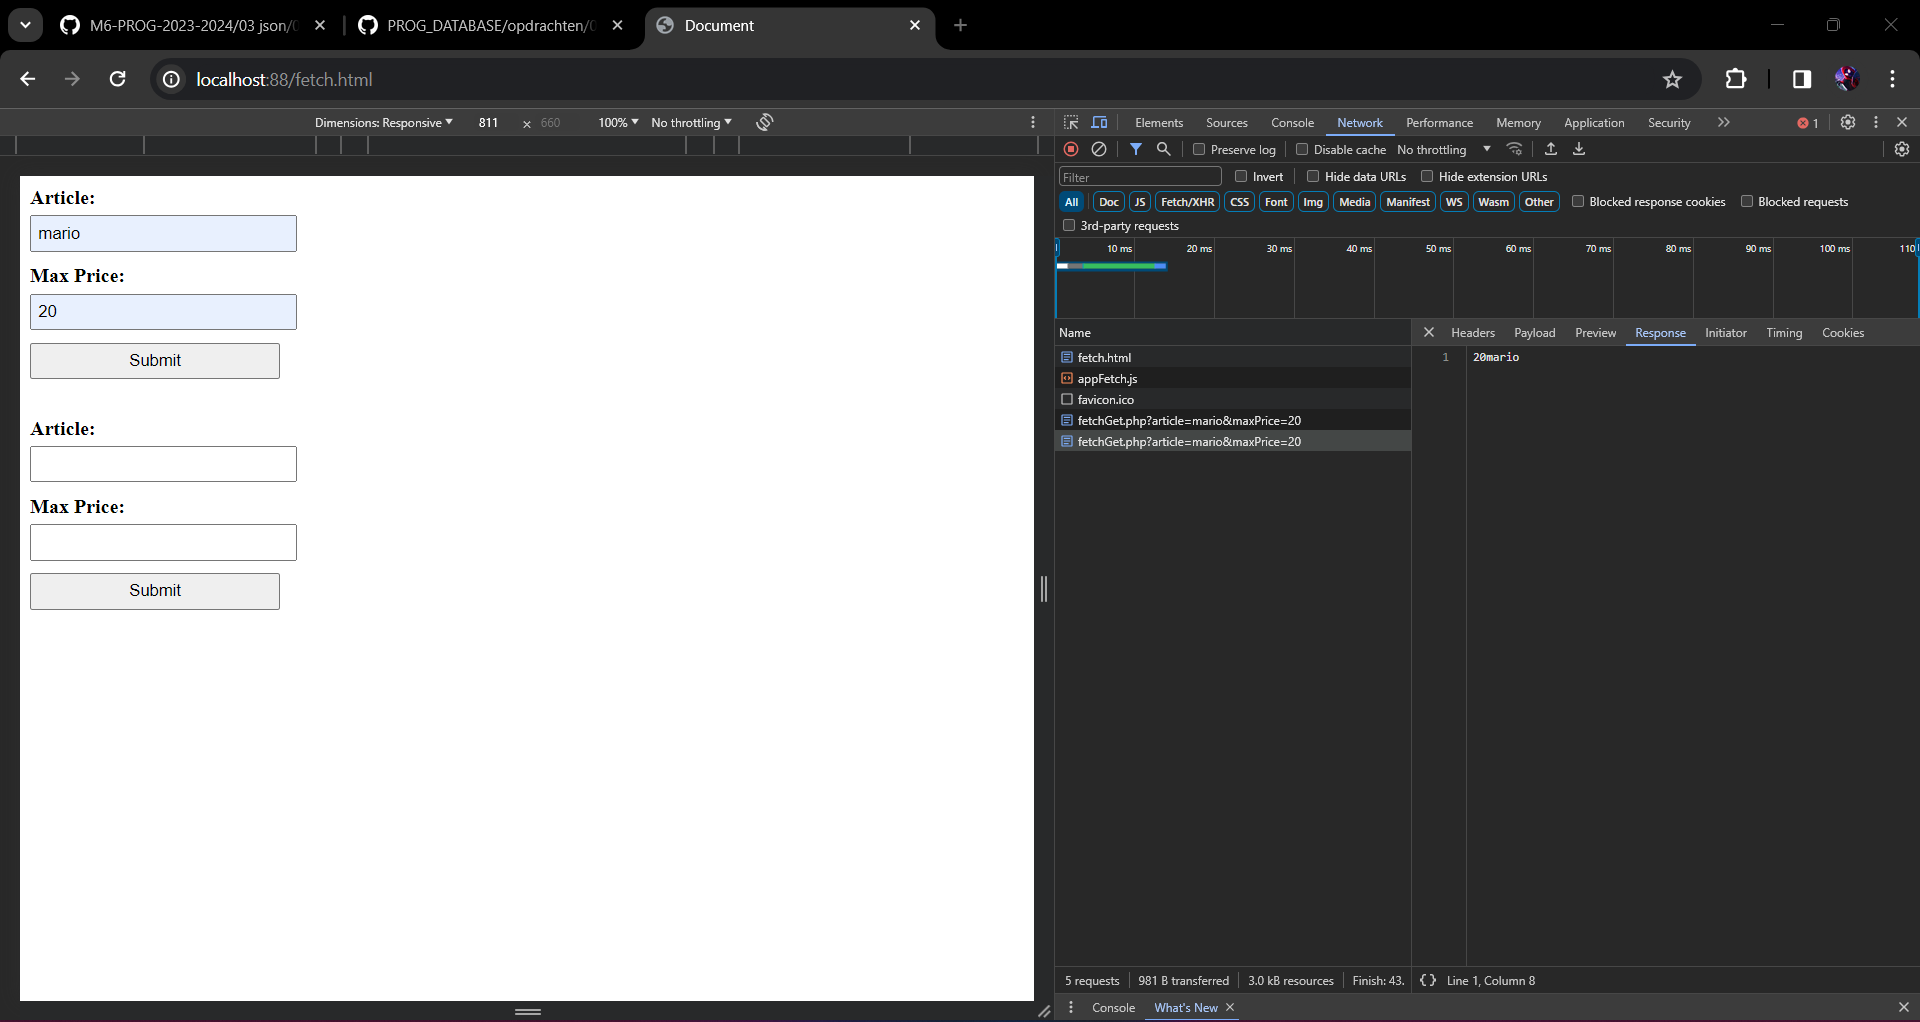 M6-PROG-2023-2024/03 json/
PROG_DATABASE/opdrachten/
Document
localhost:88/fetch.html
Dimensions: Responsive 811 × 660 100% No throttling
Elements Sources Console Network Performance Memory Application Security 1
Preserve log Disable cache No throttling
Filter Invert Hide data URLs Hide extension URLs
All Doc JS Fetch/XHR CSS Font Img Media Manifest WS Wasm Other Blocked response cookies Blocked requests
3rd-party requests
10 ms 20 ms 30 ms 40 ms 50 ms 60 ms 70 ms 80 ms 90 ms 100 ms 110
Name
Headers Payload Preview Response Initiator Timing Cookies
fetch.html
appFetch.js
favicon.ico
fetchGet.php?article=mario&maxPrice=20
fetchGet.php?article=mario&maxPrice=20
1 20mario
Article:
mario
Max Price:
20
Submit
Article:
Max Price:
Submit
5 requests 981 B transferred 3.0 kB resources Finish: 43. {} Line 1, Column 8
Console What's New